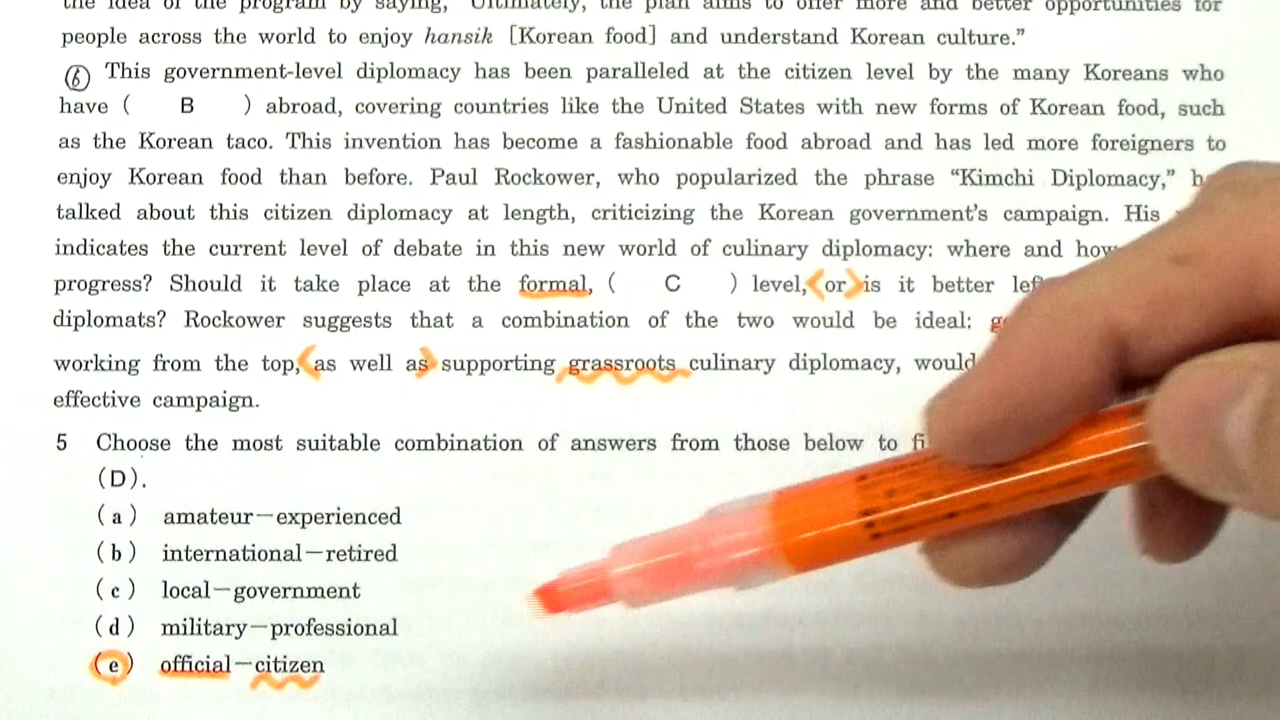 the idea of the program by saying, "Ultimately, the plan aims to offer more and better opportunities for
people across the world to enjoy hansik [Korean food] and understand Korean culture."
⑥ This government-level diplomacy has been paralleled at the citizen level by the many Koreans who
have ( B ) abroad, covering countries like the United States with new forms of Korean food, such
as the Korean taco. This invention has become a fashionable food abroad and has led more foreigners to
enjoy Korean food than before. Paul Rockower, who popularized the phrase "Kimchi Diplomacy,"
talked about this citizen diplomacy at length, criticizing the Korean government's campaign. His
indicates the current level of debate in this new world of culinary diplomacy: where and how
progress? Should it take place at the formal, ( C ) level, or is it better
diplomats? Rockower suggests that a combination of the two would be ideal:
working from the top, as well as supporting grassroots culinary diplomacy, would
effective campaign.
5 Choose the most suitable combination of answers from those below to
(D).
(a) amateur－experienced
(b) international－retired
(c) local－government
(d) military－professional
(e) official－citizen